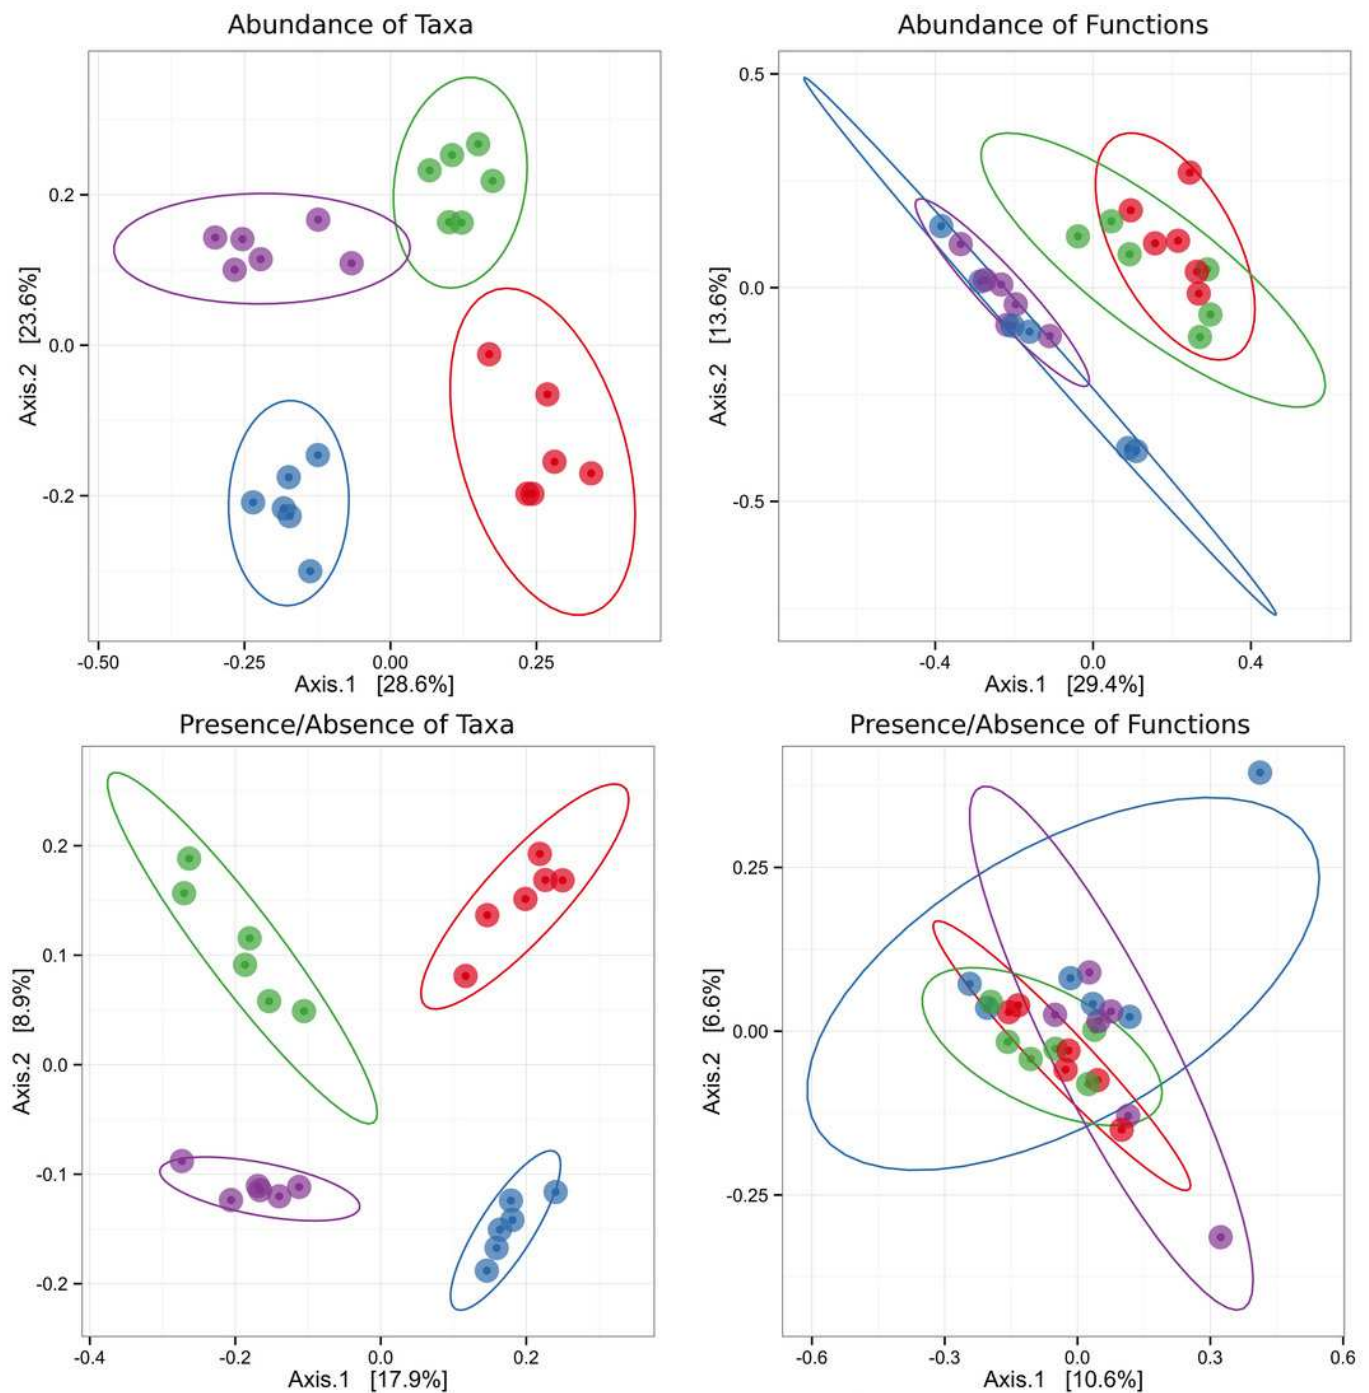 Abundance of Taxa
Axis.2 [23.6%]
0.2
0.0
-0.2
-0.50 -0.25 0.00 0.25
Axis.1 [28.6%]
Abundance of Functions
Axis.2 [13.6%]
0.5
0.0
-0.5
-0.4 0.0 0.4
Axis.1 [29.4%]
Presence/Absence of Taxa
Axis.2 [8.9%]
0.2
0.1
0.0
-0.1
-0.2
-0.4 -0.2 0.0 0.2
Axis.1 [17.9%]
Presence/Absence of Functions
Axis.2 [6.6%]
0.25
0.00
-0.25
-0.6 -0.3 0.0 0.3 0.6
Axis.1 [10.6%]